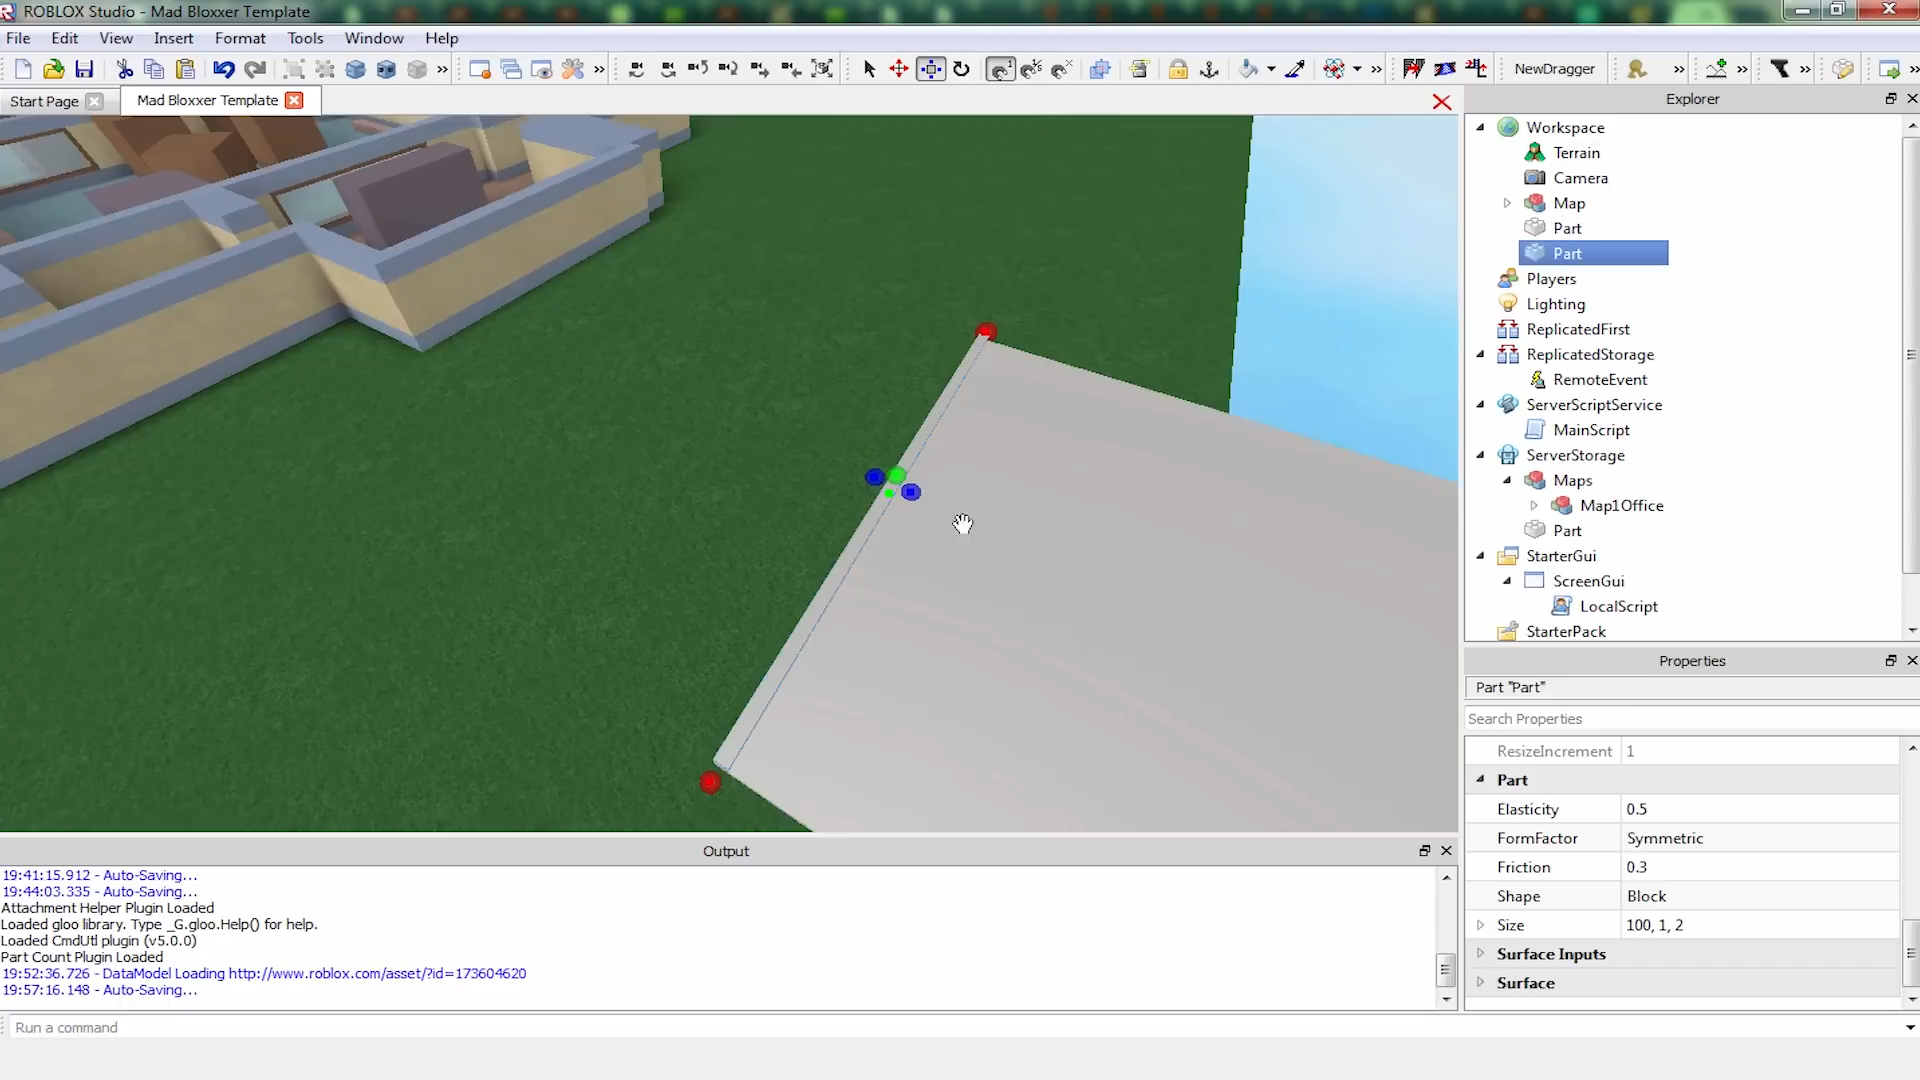 ROBLOX Studio - Mad Bloxxer Template
File Edit View Insert Format Tools Window Help
NewDragger
Start Page
Mad Bloxxer Template
Explorer
Workspace
Terrain
Camera
Map
Part
Part
Players
Lighting
ReplicatedFirst
ReplicatedStorage
RemoteEvent
ServerScriptService
MainScript
ServerStorage
Maps
Map1Office
Part
StarterGui
ScreenGui
LocalScript
StarterPack
Properties
Part "Part"
Search Properties
ResizeIncrement 1
Part
Elasticity 0.5
FormFactor Symmetric
Friction 0.3
Shape Block
Size 100, 1, 2
Surface Inputs
Surface
Output
19:41:15.912 - Auto-Saving...
19:44:03.335 - Auto-Saving...
Attachment Helper Plugin Loaded
Loaded gloo library. Type _G.gloo.Help() for help.
Loaded CmdUtl plugin (v5.0.0)
Part Count Plugin Loaded
19:52:36.726 - DataModel Loading http://www.roblox.com/asset/?id=173604620
19:57:16.148 - Auto-Saving...
Run a command